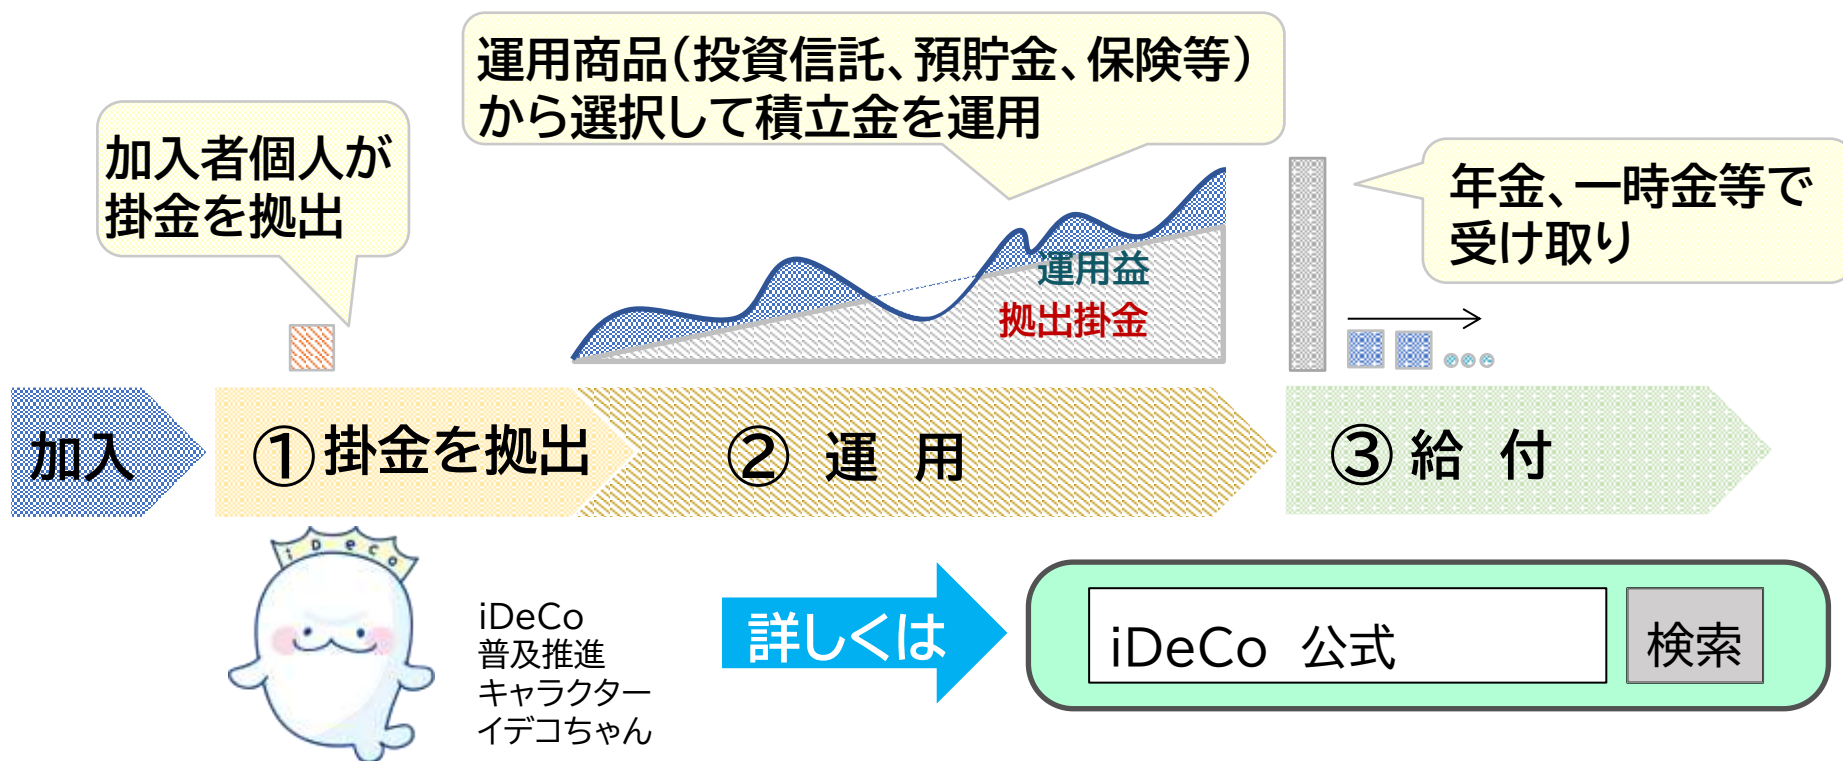 運用商品（投資信託、預貯金、保険等）
から選択して積立金を運用
加入者個人が
掛金を拠出
年金、一時金等で
受け取り
運用益
拠出掛金
加入
①掛金を拠出
② 運 用
③ 給 付
iDeCo
iDeCo
普及推進
キャラクター
イデコちゃん
詳しくは
iDeCo 公式
検索